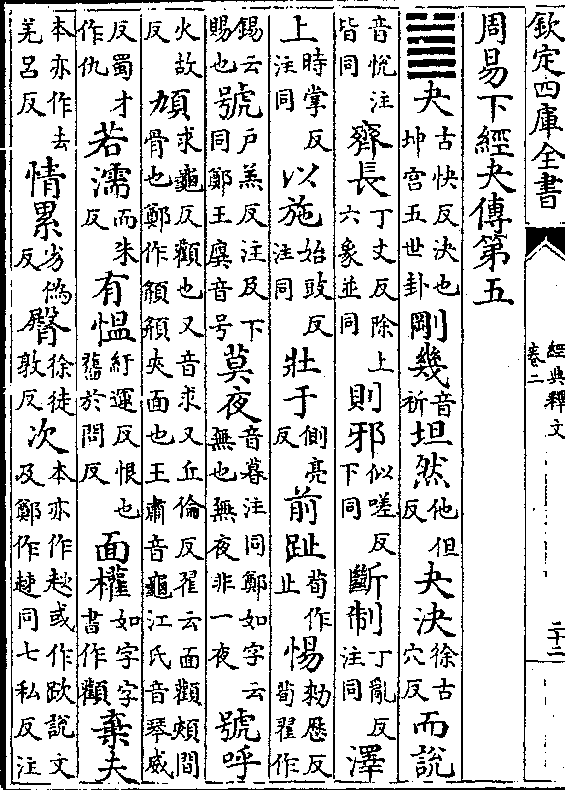 欽定四庫全書
經典釋文
卷二
二十二
周易下經夬傳第五
䷪夬古快反決也坤宫五世卦剛幾音祈坦然他但反夬決徐古穴反而說
音悅注皆同齊長丁丈反除上六象並同則邪似嗟反下同斷制丁亂反注同澤
上時掌反注同以施始豉反注同壯于側亮反前趾荀作止惕勑歷反荀翟作
錫云賜也號户羔反注及下同鄭王廙音号莫夜音暮注同鄭如字云無也無夜非一夜號呼
火故反頄求龜反顴也又音求又丘倫反翟云面顴頰間骨也鄭作頯頯夾面也王肅音龜江氏音琴威
反蜀才作仇若濡而朱反有愠紆運反恨也舊於問反面權如字字書作顴棄夫
本亦作去羌呂反情累劣偽反臀徐徒敦反次本亦作趑或作跂說文及鄭作趀同七私反注